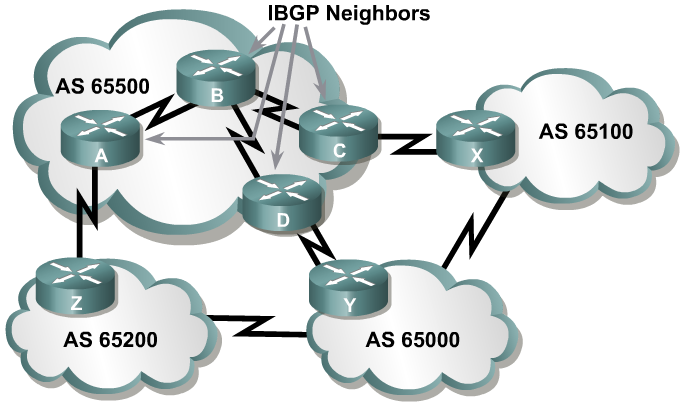 IBGP Neighbors
AS 65500
B
A
C
X
AS 65100
D
Z
Y
AS 65200
AS 65000